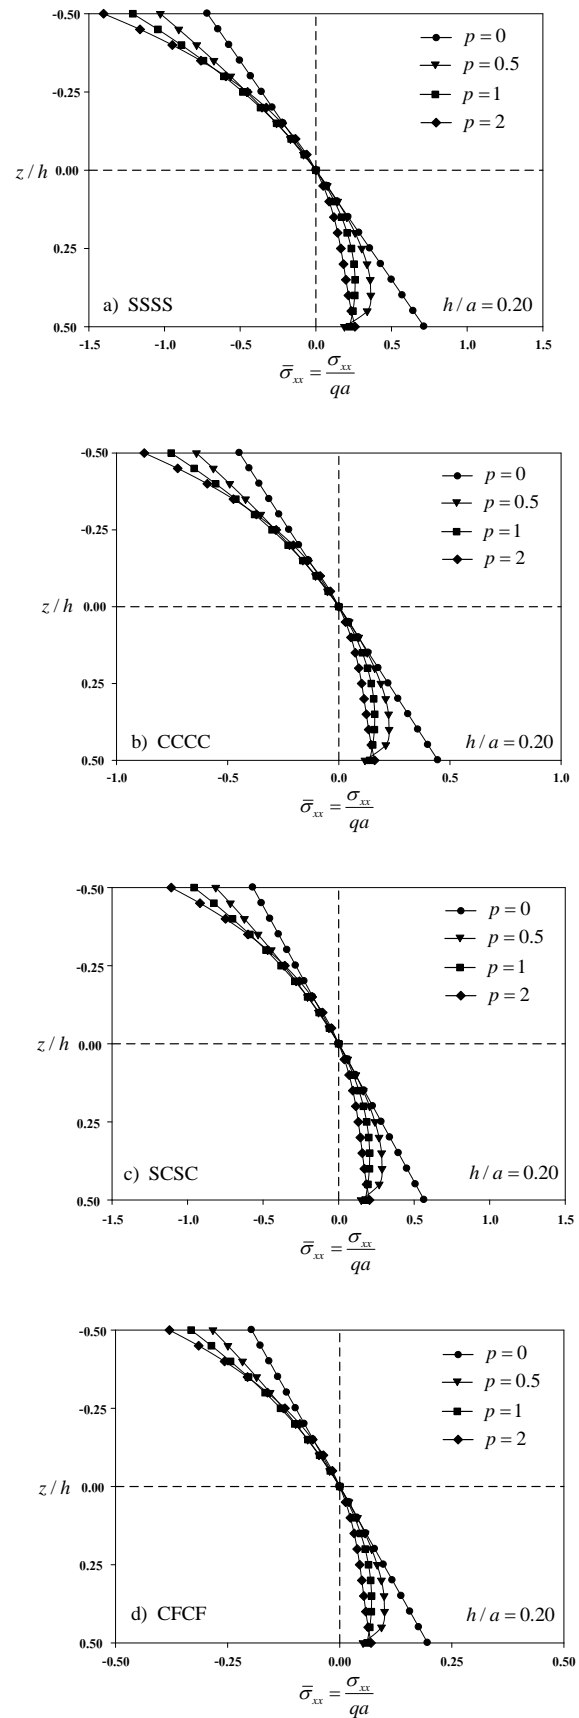 -0.50
p = 0
p = 0.5
-0.25
p = 1
p = 2
z / h 0.00
0.25
a) SSSS h / a = 0.20
0.50
-1.5 -1.0 -0.5 0.0 0.5 1.0 1.5
σ̄xx = σxx / qa
-0.50
p = 0
p = 0.5
-0.25
p = 1
p = 2
z / h 0.00
0.25
b) CCCC h / a = 0.20
0.50
-1.0 -0.5 0.0 0.5 1.0
σ̄xx = σxx / qa
-0.50
p = 0
p = 0.5
-0.25
p = 1
p = 2
z / h 0.00
0.25
c) SCSC h / a = 0.20
0.50
-1.5 -1.0 -0.5 0.0 0.5 1.0 1.5
σ̄xx = σxx / qa
-0.50
p = 0
p = 0.5
-0.25
p = 1
p = 2
z / h 0.00
0.25
d) CFCF h / a = 0.20
0.50
-0.50 -0.25 0.00 0.25 0.50
σ̄xx = σxx / qa